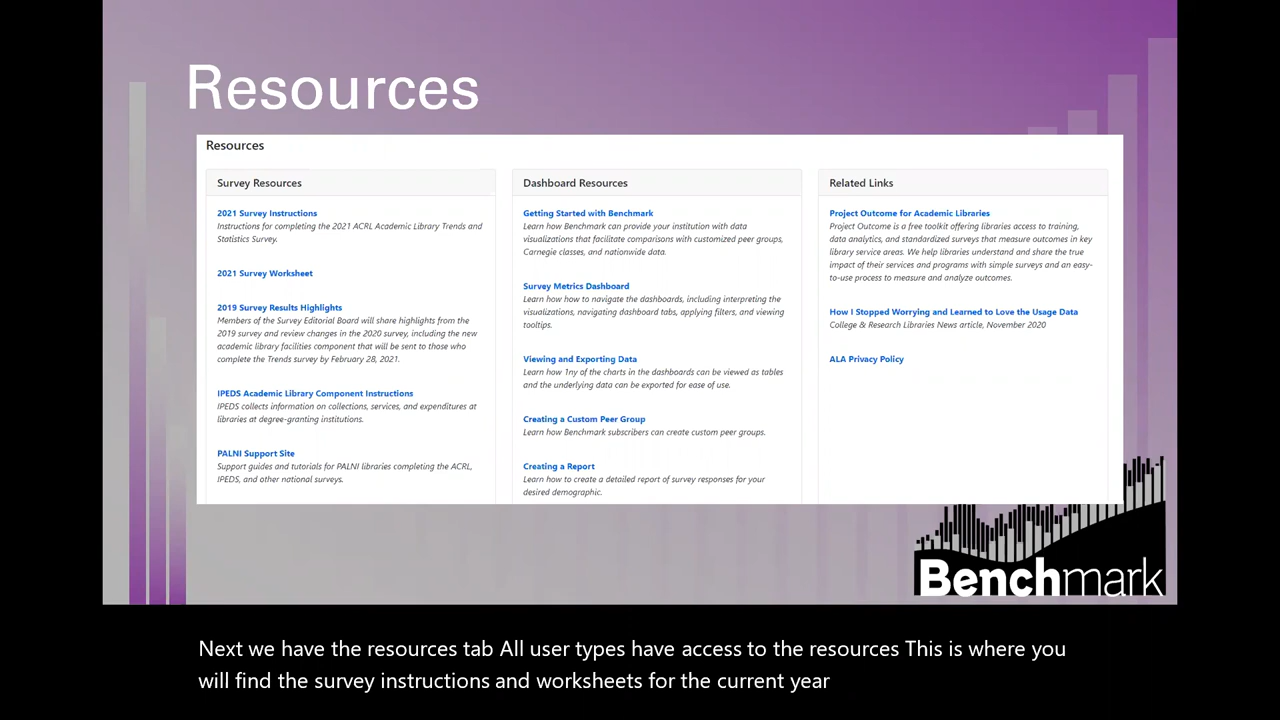 Resources
Resources
Survey Resources
2021 Survey Instructions
Instructions for completing the 2021 ACRL Academic Library Trends and
Statistics Survey.
2021 Survey Worksheet
2019 Survey Results Highlights
Members of the Survey Editorial Board will share highlights from the
2019 survey and review changes in the 2020 survey, including the new
academic library facilities component that will be sent to those who
complete the Trends survey by February 28, 2021.
IPEDS Academic Library Component Instructions
IPEDS collects information on collections, services, and expenditures at
libraries at degree-granting institutions.
PALNI Support Site
Support guides and tutorials for PALNI libraries completing the ACRL,
IPEDS, and other national surveys.
Dashboard Resources
Getting Started with Benchmark
Learn how Benchmark can provide your institution with data
visualizations that facilitate comparisons with customized peer groups,
Carnegie classes, and nationwide data.
Survey Metrics Dashboard
Learn how how to navigate the dashboards, including interpreting the
visualizations, navigating dashboard tabs, applying filters, and viewing
tooltips.
Viewing and Exporting Data
Learn how 1ny of the charts in the dashboards can be viewed as tables
and the underlying data can be exported for ease of use.
Creating a Custom Peer Group
Learn how Benchmark subscribers can create custom peer groups.
Creating a Report
Learn how to create a detailed report of survey responses for your
desired demographic.
Related Links
Project Outcome for Academic Libraries
Project Outcome is a free toolkit offering libraries access to training,
data analytics, and standardized surveys that measure outcomes in key
library service areas. We help libraries understand and share the true
impact of their services and programs with simple surveys and an easy-
to-use process to measure and analyze outcomes.
How I Stopped Worrying and Learned to Love the Usage Data
College & Research Libraries News article, November 2020
ALA Privacy Policy
Benchmark
Next we have the resources tab All user types have access to the resources This is where you
will find the survey instructions and worksheets for the current year